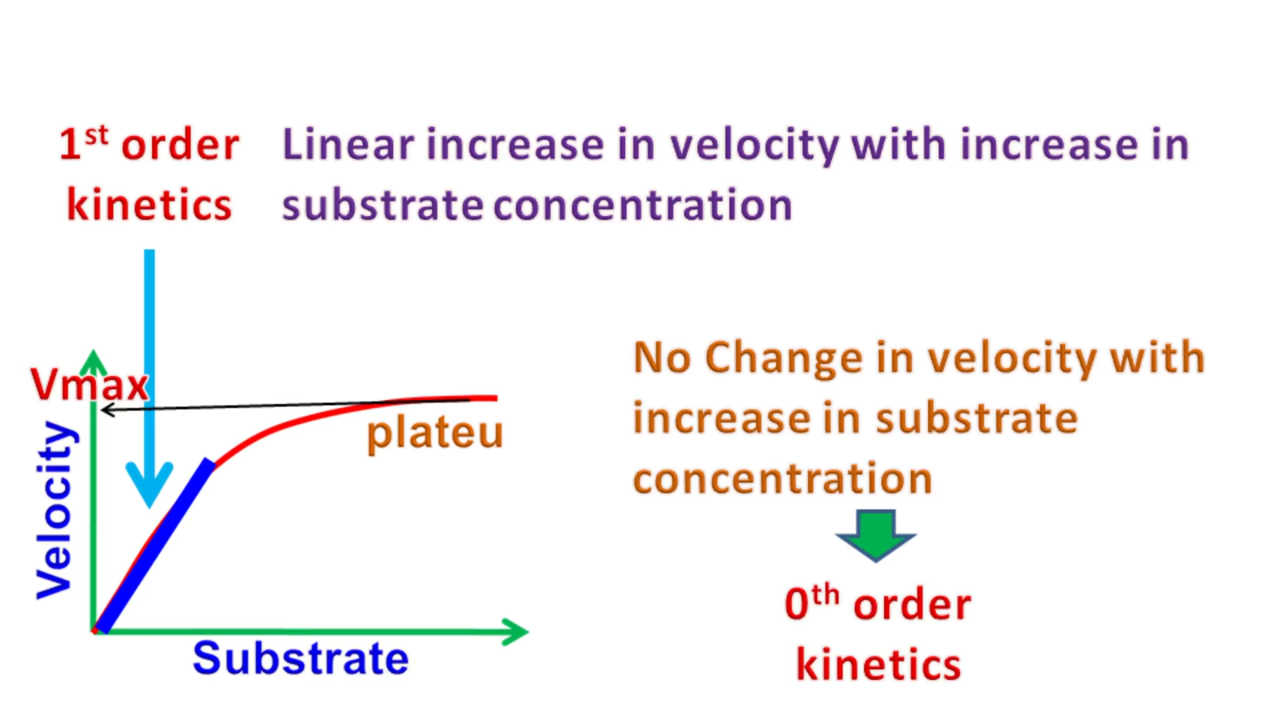 1st order
kinetics
Linear increase in velocity with increase in
substrate concentration
Vmax
Velocity
plateu
Substrate
No Change in velocity with
increase in substrate
concentration
0th order
kinetics